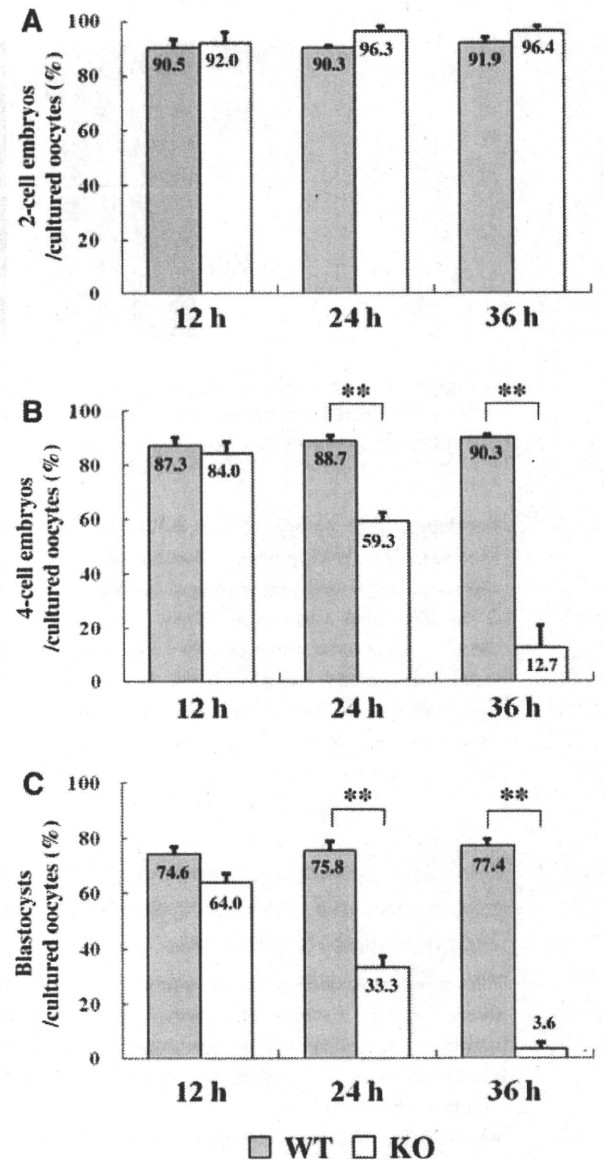 A
2-cell embryos
/cultured oocytes (%)
100
80
60
40
20
0
90.5
92.0
90.3
96.3
91.9
96.4
12 h
24 h
36 h
B
4-cell embryos
/cultured oocytes (%)
100
80
60
40
20
0
87.3
84.0
**
88.7
59.3
**
90.3
12.7
12 h
24 h
36 h
C
Blastocysts
/cultured oocytes (%)
100
80
60
40
20
0
74.6
64.0
**
75.8
33.3
**
77.4
3.6
12 h
24 h
36 h
WT
KO